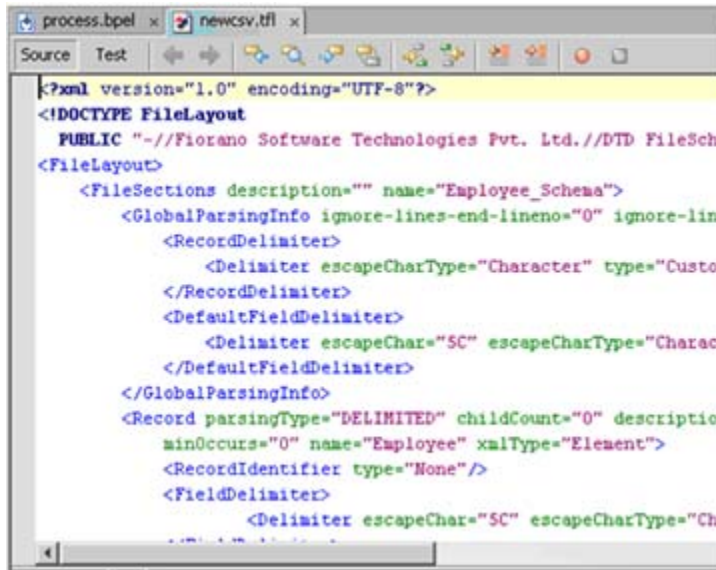 process.bpel x newcsv.tfl x
Source Test
<?xml version="1.0" encoding="UTF-8"?>
<!DOCTYPE FileLayout
PUBLIC "-//Fiorano Software Technologies Pvt. Ltd.//DTD FileSch
<FileLayout>
<FileSections description="" name="Employee_Schema">
<GlobalParsingInfo ignore-lines-end-lineno="0" ignore-lin
<RecordDelimiter>
<Delimiter escapeCharType="Character" type="Custo
</RecordDelimiter>
<DefaultFieldDelimiter>
<Delimiter escapeChar="5C" escapeCharType="Charac
</DefaultFieldDelimiter>
</GlobalParsingInfo>
<Record parsingType="DELIMITED" childCount="0" descriptio
minOccurs="0" name="Employee" xmlType="Element">
<RecordIdentifier type="None"/>
<FieldDelimiter>
<Delimiter escapeChar="5C" escapeCharType="Ch